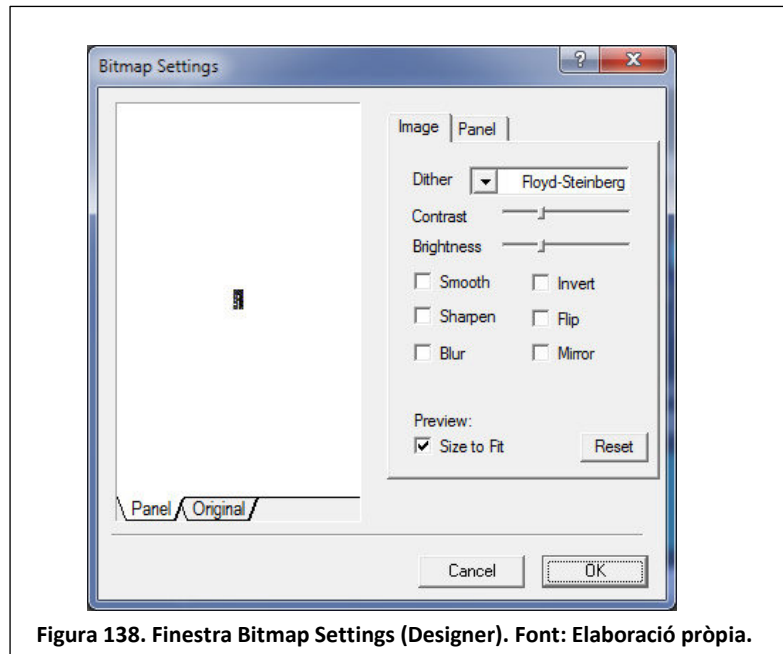 Bitmap Settings
Image
Panel
Dither
Floyd-Steinberg
Contrast
Brightness
Smooth
Invert
Sharpen
Flip
Blur
Mirror
Preview:
Size to Fit
Reset
Panel
Original
Cancel
OK
Figura 138. Finestra Bitmap Settings (Designer). Font: Elaboració pròpia.